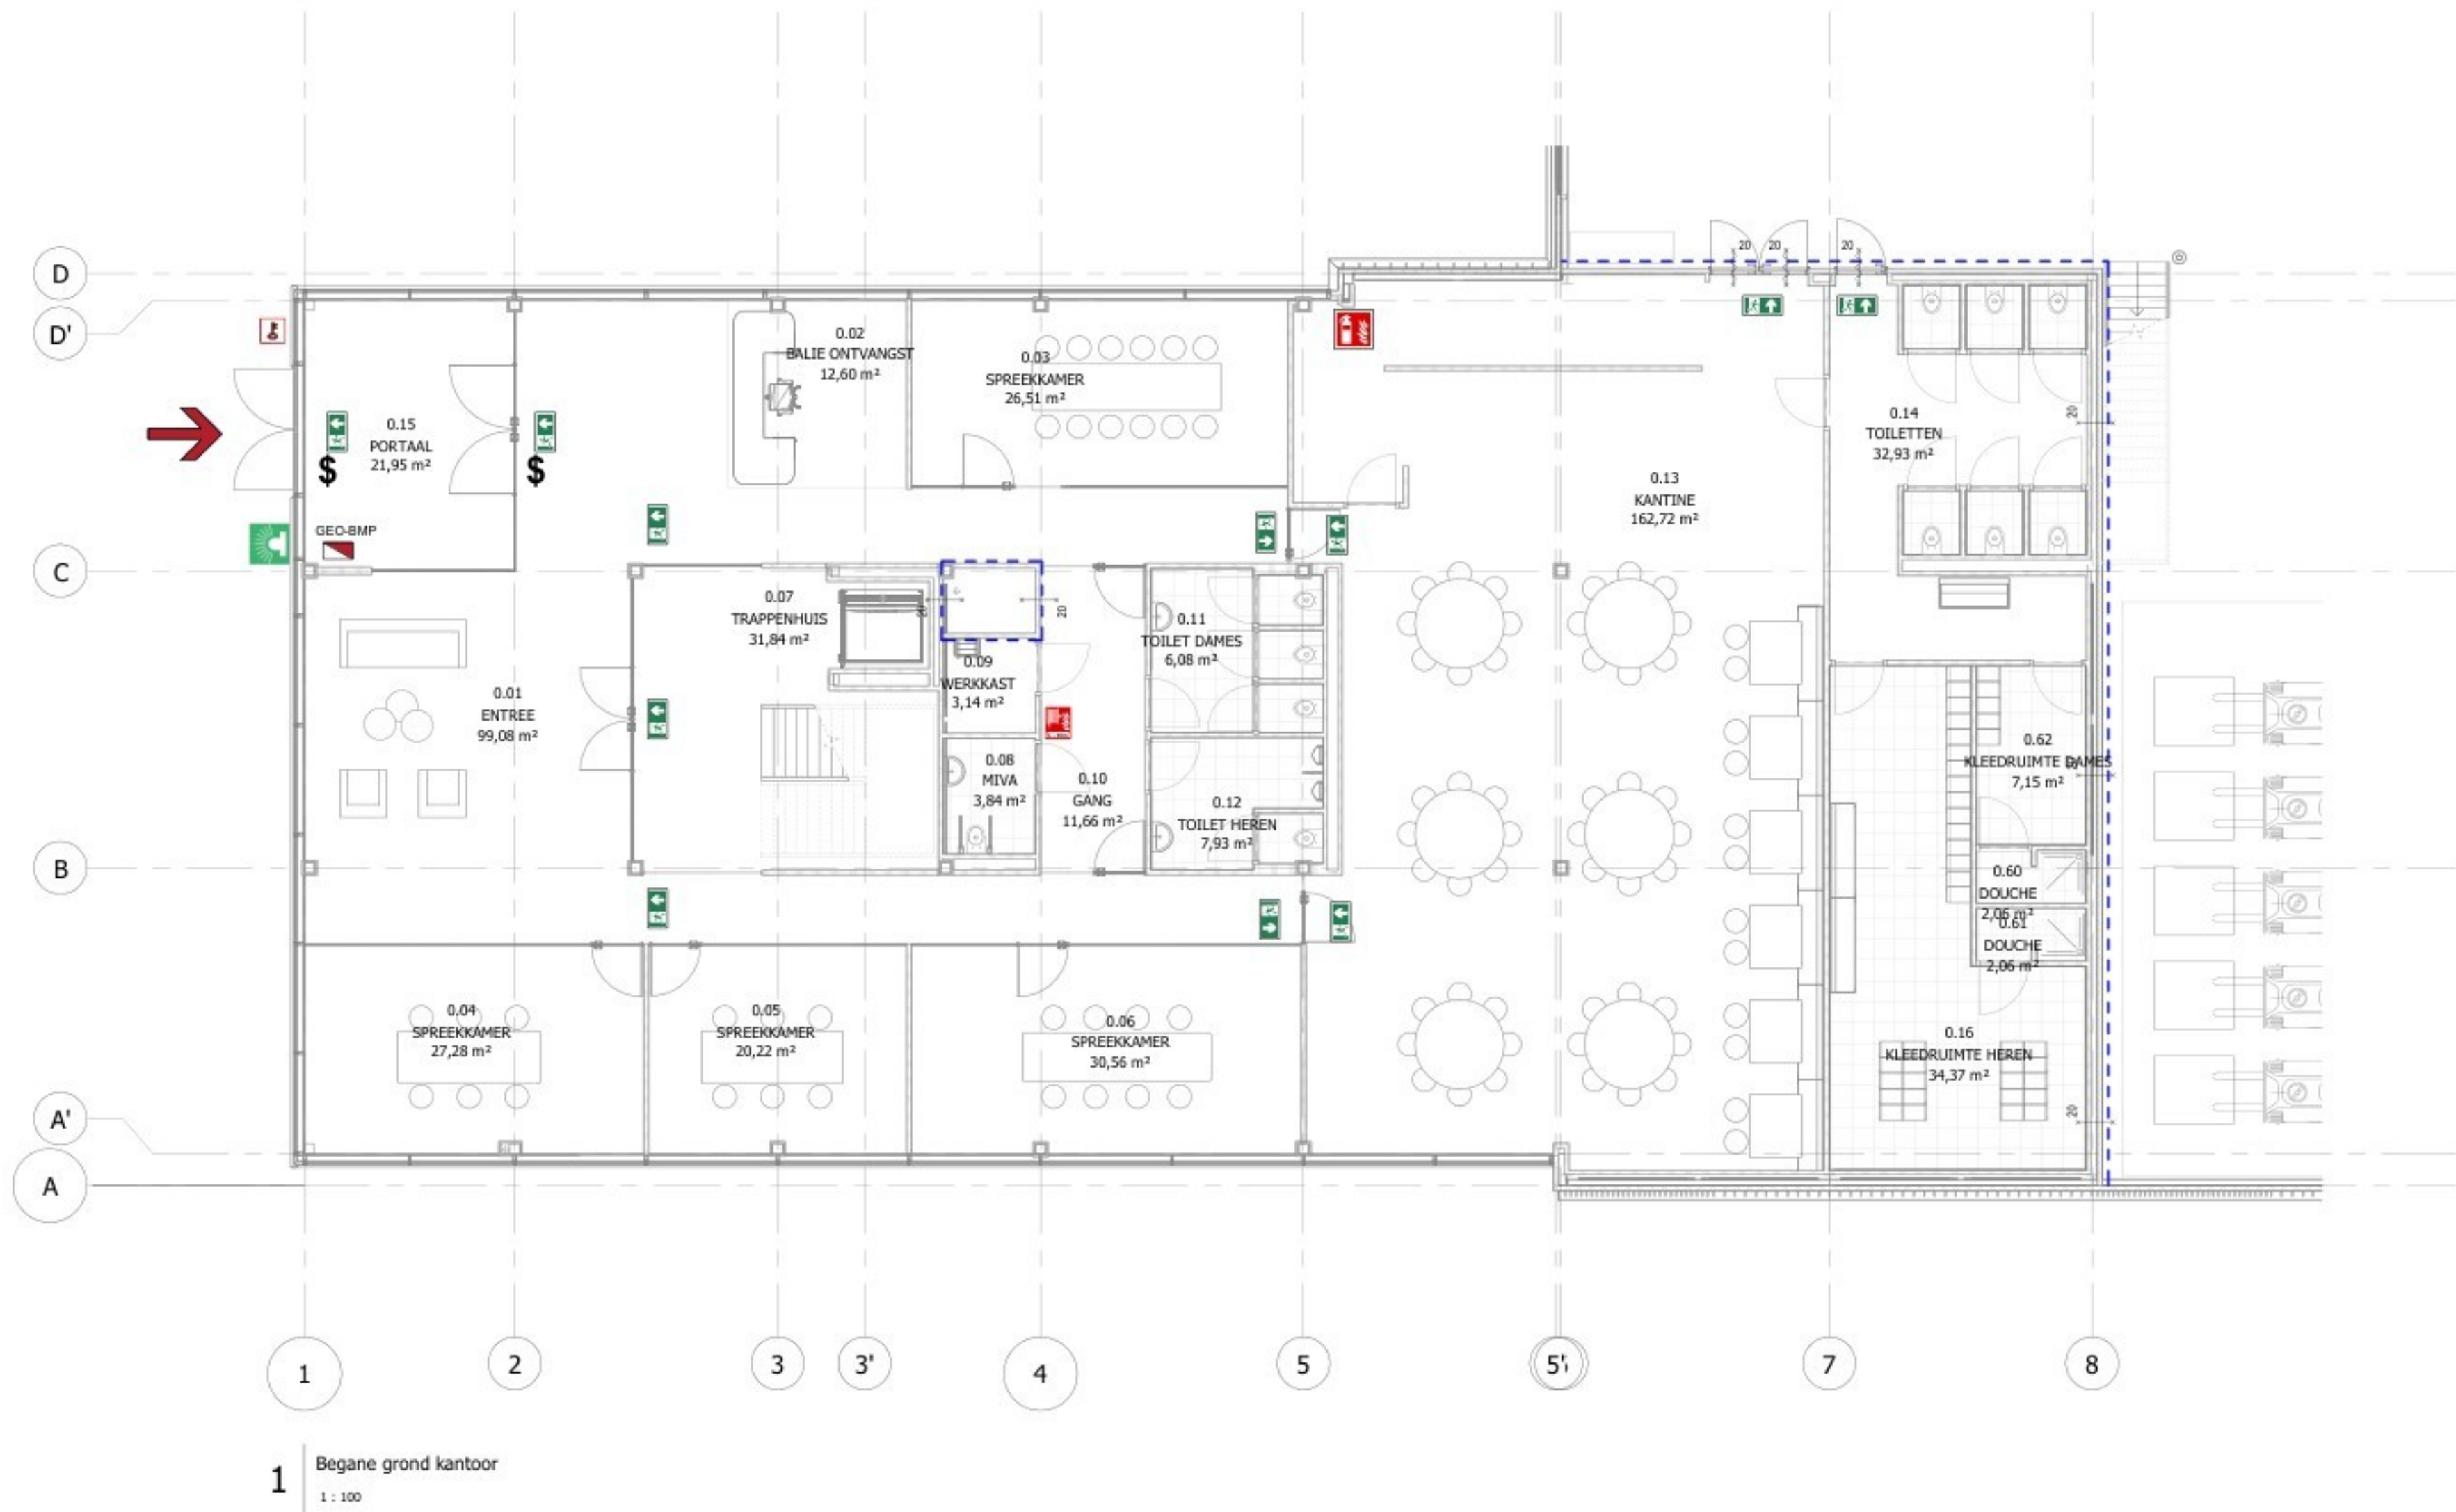 20
20
20
D
D'
0.02
BALIE ONTVANGST
12,60 m²
0.03
SPREEKKAMER
26,51 m²
0.15
PORTAAL
21,95 m²
$
$
0.14
TOILETTEN
32,93 m²
20
0.13
KANTINE
162,72 m²
GEO-BMP
C
0.07
TRAPPENHUIS
31,84 m²
20
20
0.11
TOILET DAMES
6,08 m²
0.09
WERKKAST
3,14 m²
0.01
ENTREE
99,08 m²
0.62
KLEEDRUIMTE DAMES
7,15 m²
0.08
MIVA
3,84 m²
0.10
GANG
11,66 m²
0.12
TOILET HEREN
7,93 m²
B
0.60
DOUCHE
2,06 m²
0.61
DOUCHE
2,06 m²
0.04
SPREEKKAMER
27,28 m²
0.05
SPREEKKAMER
20,22 m²
0.06
SPREEKKAMER
30,56 m²
0.16
KLEEDRUIMTE HEREN
34,37 m²
20
A'
A
1
2
3
3'
4
5
5'
7
8
1
Begane grond kantoor
1 : 100